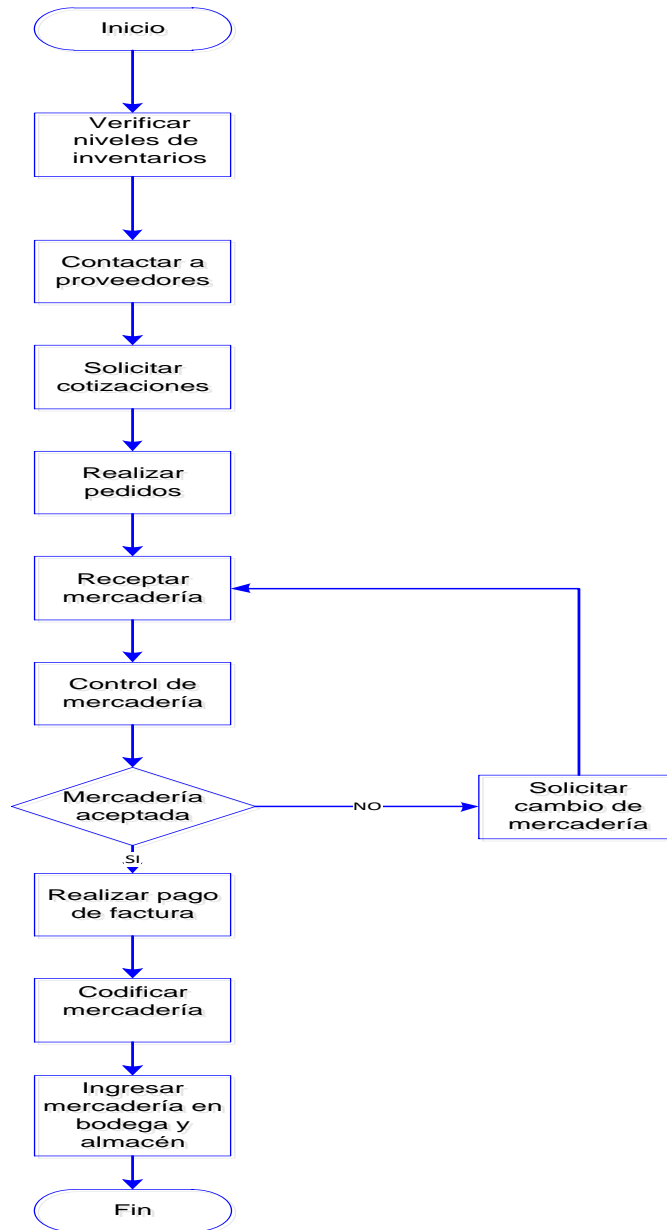 Inicio
Verificar
niveles de
inventarios
Contactar a
proveedores
Solicitar
cotizaciones
Realizar
pedidos
Receptar
mercadería
Control de
mercadería
Mercadería
aceptada
NO
Solicitar
cambio de
mercadería
SI
Realizar pago
de factura
Codificar
mercadería
Ingresar
mercadería en
bodega y
almacén
Fin